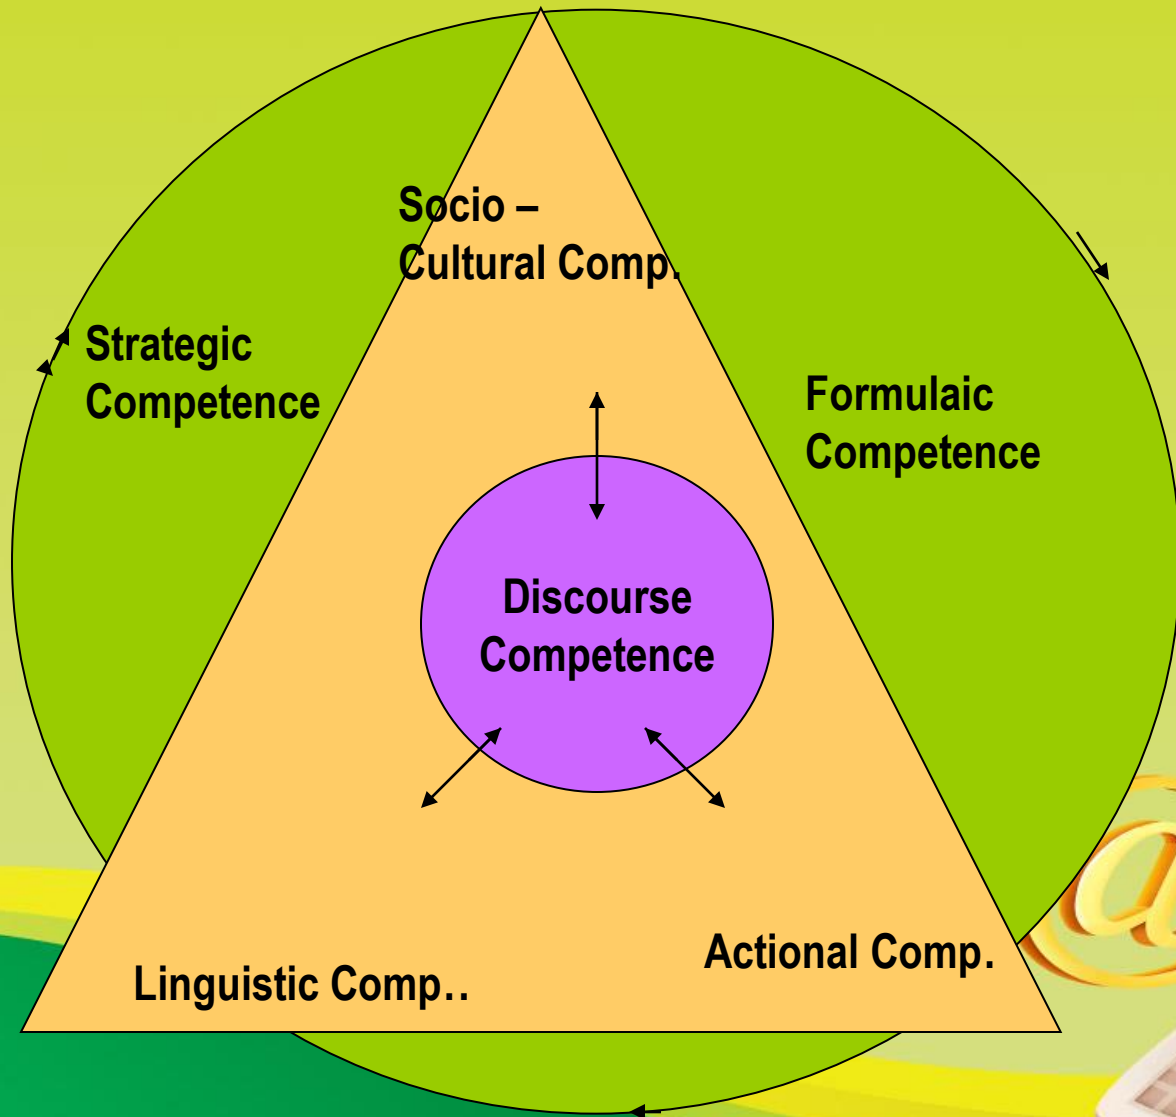 Socio –
Cultural Comp.
Strategic
Competence
Formulaic
Competence
Discourse
Competence
Actional Comp.
Linguistic Comp..
@